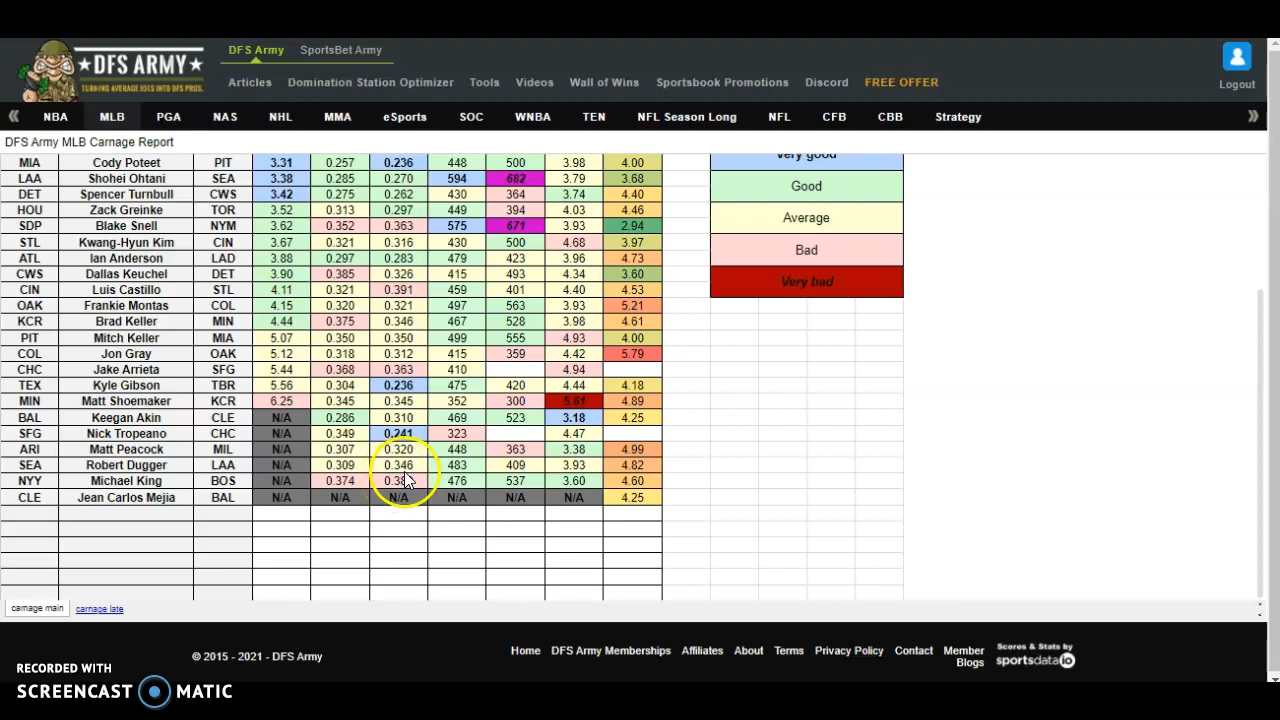 DFS Army SportsBet Army
★DFS ARMY★
TURNING AVERAGE JOES INTO DFS PROS.
Articles Domination Station Optimizer Tools Videos Wall of Wins Sportsbook Promotions Discord FREE OFFER Logout
« NBA MLB PGA NAS NHL MMA eSports SOC WNBA TEN NFL Season Long NFL CFB CBB Strategy »
DFS Army MLB Carnage Report
MIA Cody Poteet PIT 3.31 0.257 0.236 448 500 3.98 4.00 Very good
LAA Shohei Ohtani SEA 3.38 0.285 0.270 594 682 3.79 3.68
Good
DET Spencer Turnbull CWS 3.42 0.275 0.262 430 364 3.74 4.40
HOU Zack Greinke TOR 3.52 0.313 0.297 449 394 4.03 4.46
Average
SDP Blake Snell NYM 3.62 0.352 0.363 575 671 3.93 2.94
STL Kwang-Hyun Kim CIN 3.67 0.321 0.316 430 500 4.68 3.97
Bad
ATL Ian Anderson LAD 3.88 0.297 0.283 479 423 3.96 4.73
CWS Dallas Keuchel DET 3.90 0.385 0.326 415 493 4.34 3.60
Very bad
CIN Luis Castillo STL 4.11 0.321 0.391 459 401 4.40 4.53
OAK Frankie Montas COL 4.15 0.320 0.321 497 563 3.93 5.21
KCR Brad Keller MIN 4.44 0.375 0.346 467 528 3.98 4.61
PIT Mitch Keller MIA 5.07 0.350 0.350 499 555 4.93 4.00
COL Jon Gray OAK 5.12 0.318 0.312 415 359 4.42 5.79
CHC Jake Arrieta SFG 5.44 0.368 0.363 410 4.94
TEX Kyle Gibson TBR 5.56 0.304 0.236 475 420 4.44 4.18
MIN Matt Shoemaker KCR 6.25 0.345 0.345 352 300 5.61 4.89
BAL Keegan Akin CLE N/A 0.286 0.310 469 523 3.18 4.25
SFG Nick Tropeano CHC N/A 0.349 0.241 323 4.47
ARI Matt Peacock MIL N/A 0.307 0.320 448 363 3.38 4.99
SEA Robert Dugger LAA N/A 0.309 0.346 483 409 3.93 4.82
NYY Michael King BOS N/A 0.374 476 537 3.60 4.60
CLE Jean Carlos Mejia BAL N/A N/A N/A N/A N/A N/A 4.25
carnage main carnage late
© 2015 - 2021 - DFS Army
Home DFS Army Memberships Affiliates About Terms Privacy Policy Contact Member Blogs
Scores & Stats by
sportsdataIO
RECORDED WITH
SCREENCAST MATIC